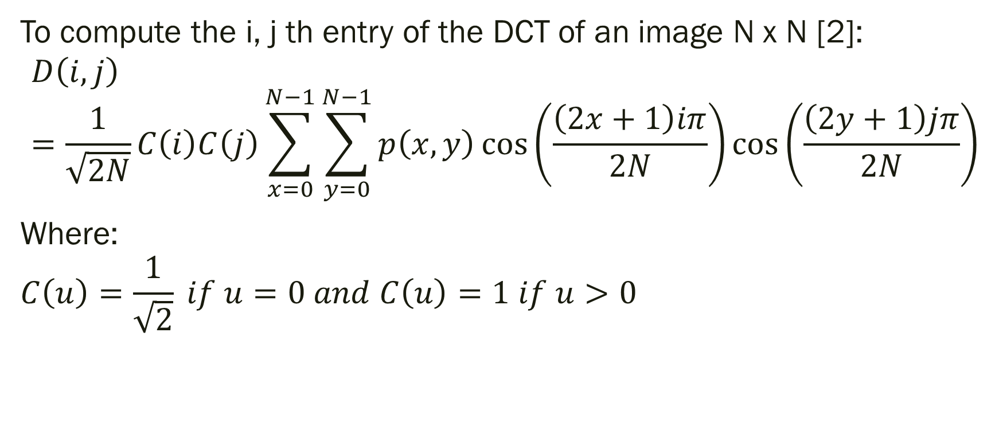 To compute the i, j th entry of the DCT of an image N x N [2]:
D(i, j)
= \frac{1}{\sqrt{2N}} C(i)C(j) \sum_{x=0}^{N-1} \sum_{y=0}^{N-1} p(x, y) \cos\left(\frac{(2x + 1)iπ}{2N}\right) \cos\left(\frac{(2y + 1)jπ}{2N}\right)
Where:
C(u) = \frac{1}{\sqrt{2}} if u = 0 and C(u) = 1 if u > 0